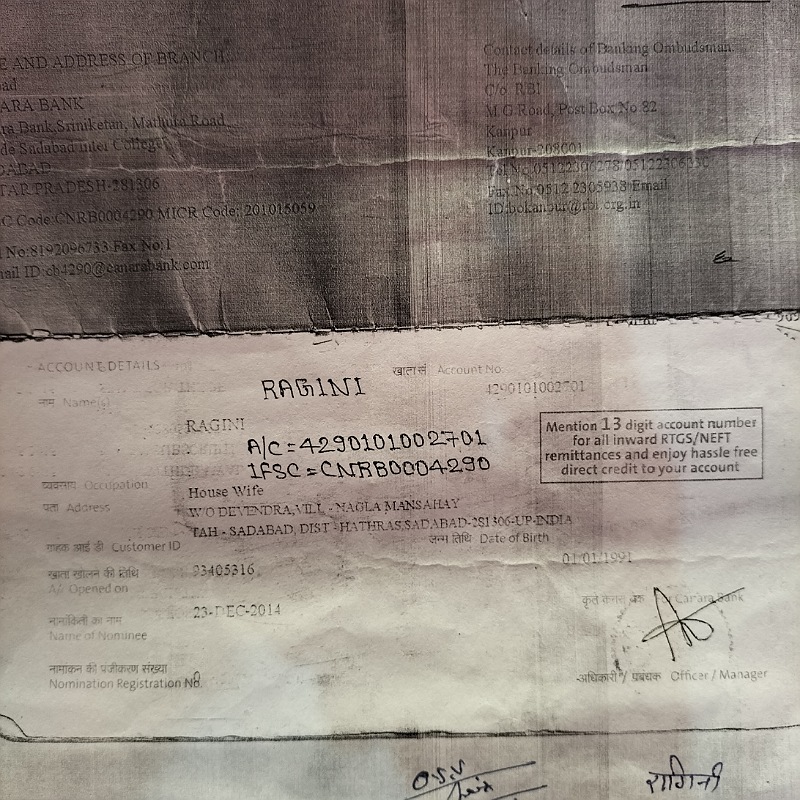 E AND ADDRESS OF BRANCH:
ARA BANK
ra Bank,Sriniketan, Mathura Road
de Sadabad inter College
DABAD
TAR PRADESH-281306
C Code:CNRB0004290 MICR Code: 201015059
No:8192096733 Fax No:1
ail ID:cb4290@canarabank.com
Contact details of Banking Ombudsman:
The Banking Ombudsman
C/o RBI
M G Road, Post Box No 82
Kanpur
Kanpur-208001
Tel No.05122306278/05122306330
Fax.No.0512 2305938 Email
ID:bokanpur@rbi.org.in
ACCOUNT DETAILS
खाता सं Account No.
RAGINI
4290101002701
नाम Name(s)
RAGINI
A/C = 4290101002701
IFSC = CNRB0004290
Mention 13 digit account number
for all inward RTGS/NEFT
remittances and enjoy hassle free
direct credit to your account
व्यवसाय Occupation
House Wife
पता Address
W/O DEVENDRA,VILL - NAGLA MANSAHAY
TAH - SADABAD, DIST - HATHRAS,SADABAD-281306-UP-INDIA
ग्राहक आई डी Customer ID
जन्म तिथि Date of Birth
93405316
01/01/1991
खाता खोलने की तिथि
A/c Opened on
23-DEC-2014
कृते केनरा बैंक For Canara Bank
नामांकिती का नाम
Name of Nominee
नामांकन की पंजीकरण संख्या
Nomination Registration No.
अधिकारी / प्रबंधक Officer / Manager
OSV
रागिनी